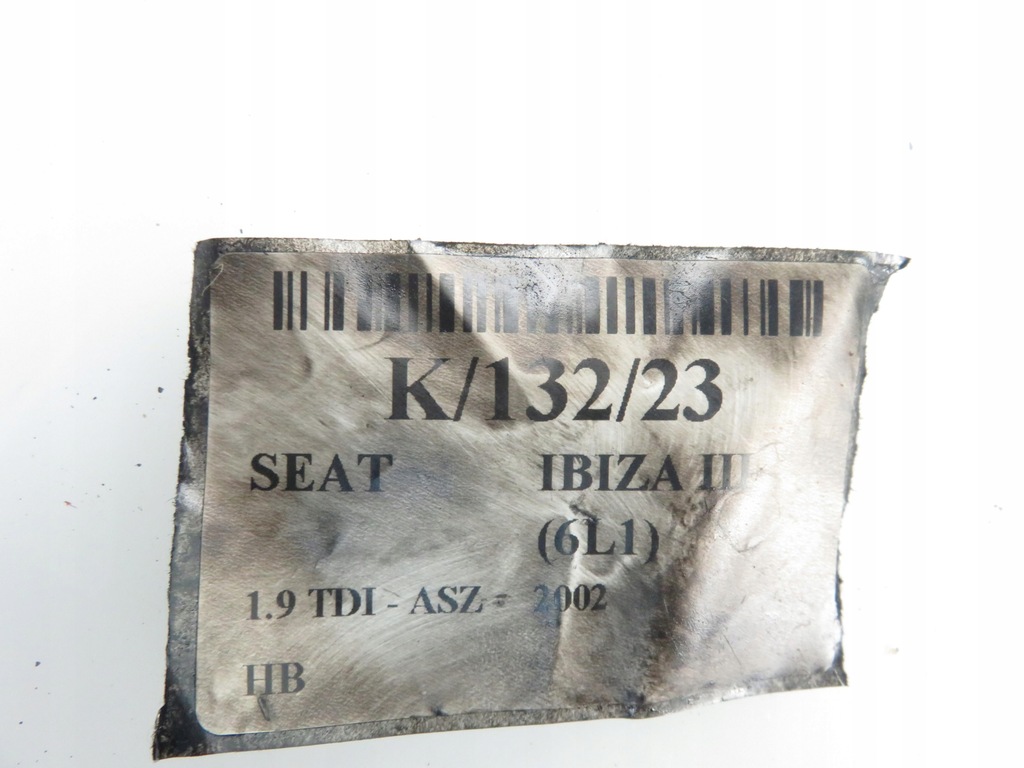 K/132/23
SEAT IBIZA III
(6L1)
1.9 TDI - ASZ - 2002
HB